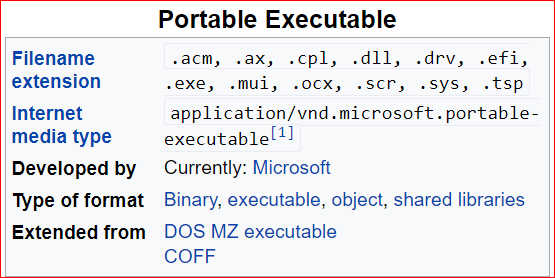 Portable Executable
Filename extension
.acm, .ax, .cpl, .dll, .drv, .efi,
.exe, .mui, .ocx, .scr, .sys, .tsp
Internet media type
application/vnd.microsoft.portable-
executable[1]
Developed by Currently: Microsoft
Type of format Binary, executable, object, shared libraries
Extended from DOS MZ executable
COFF